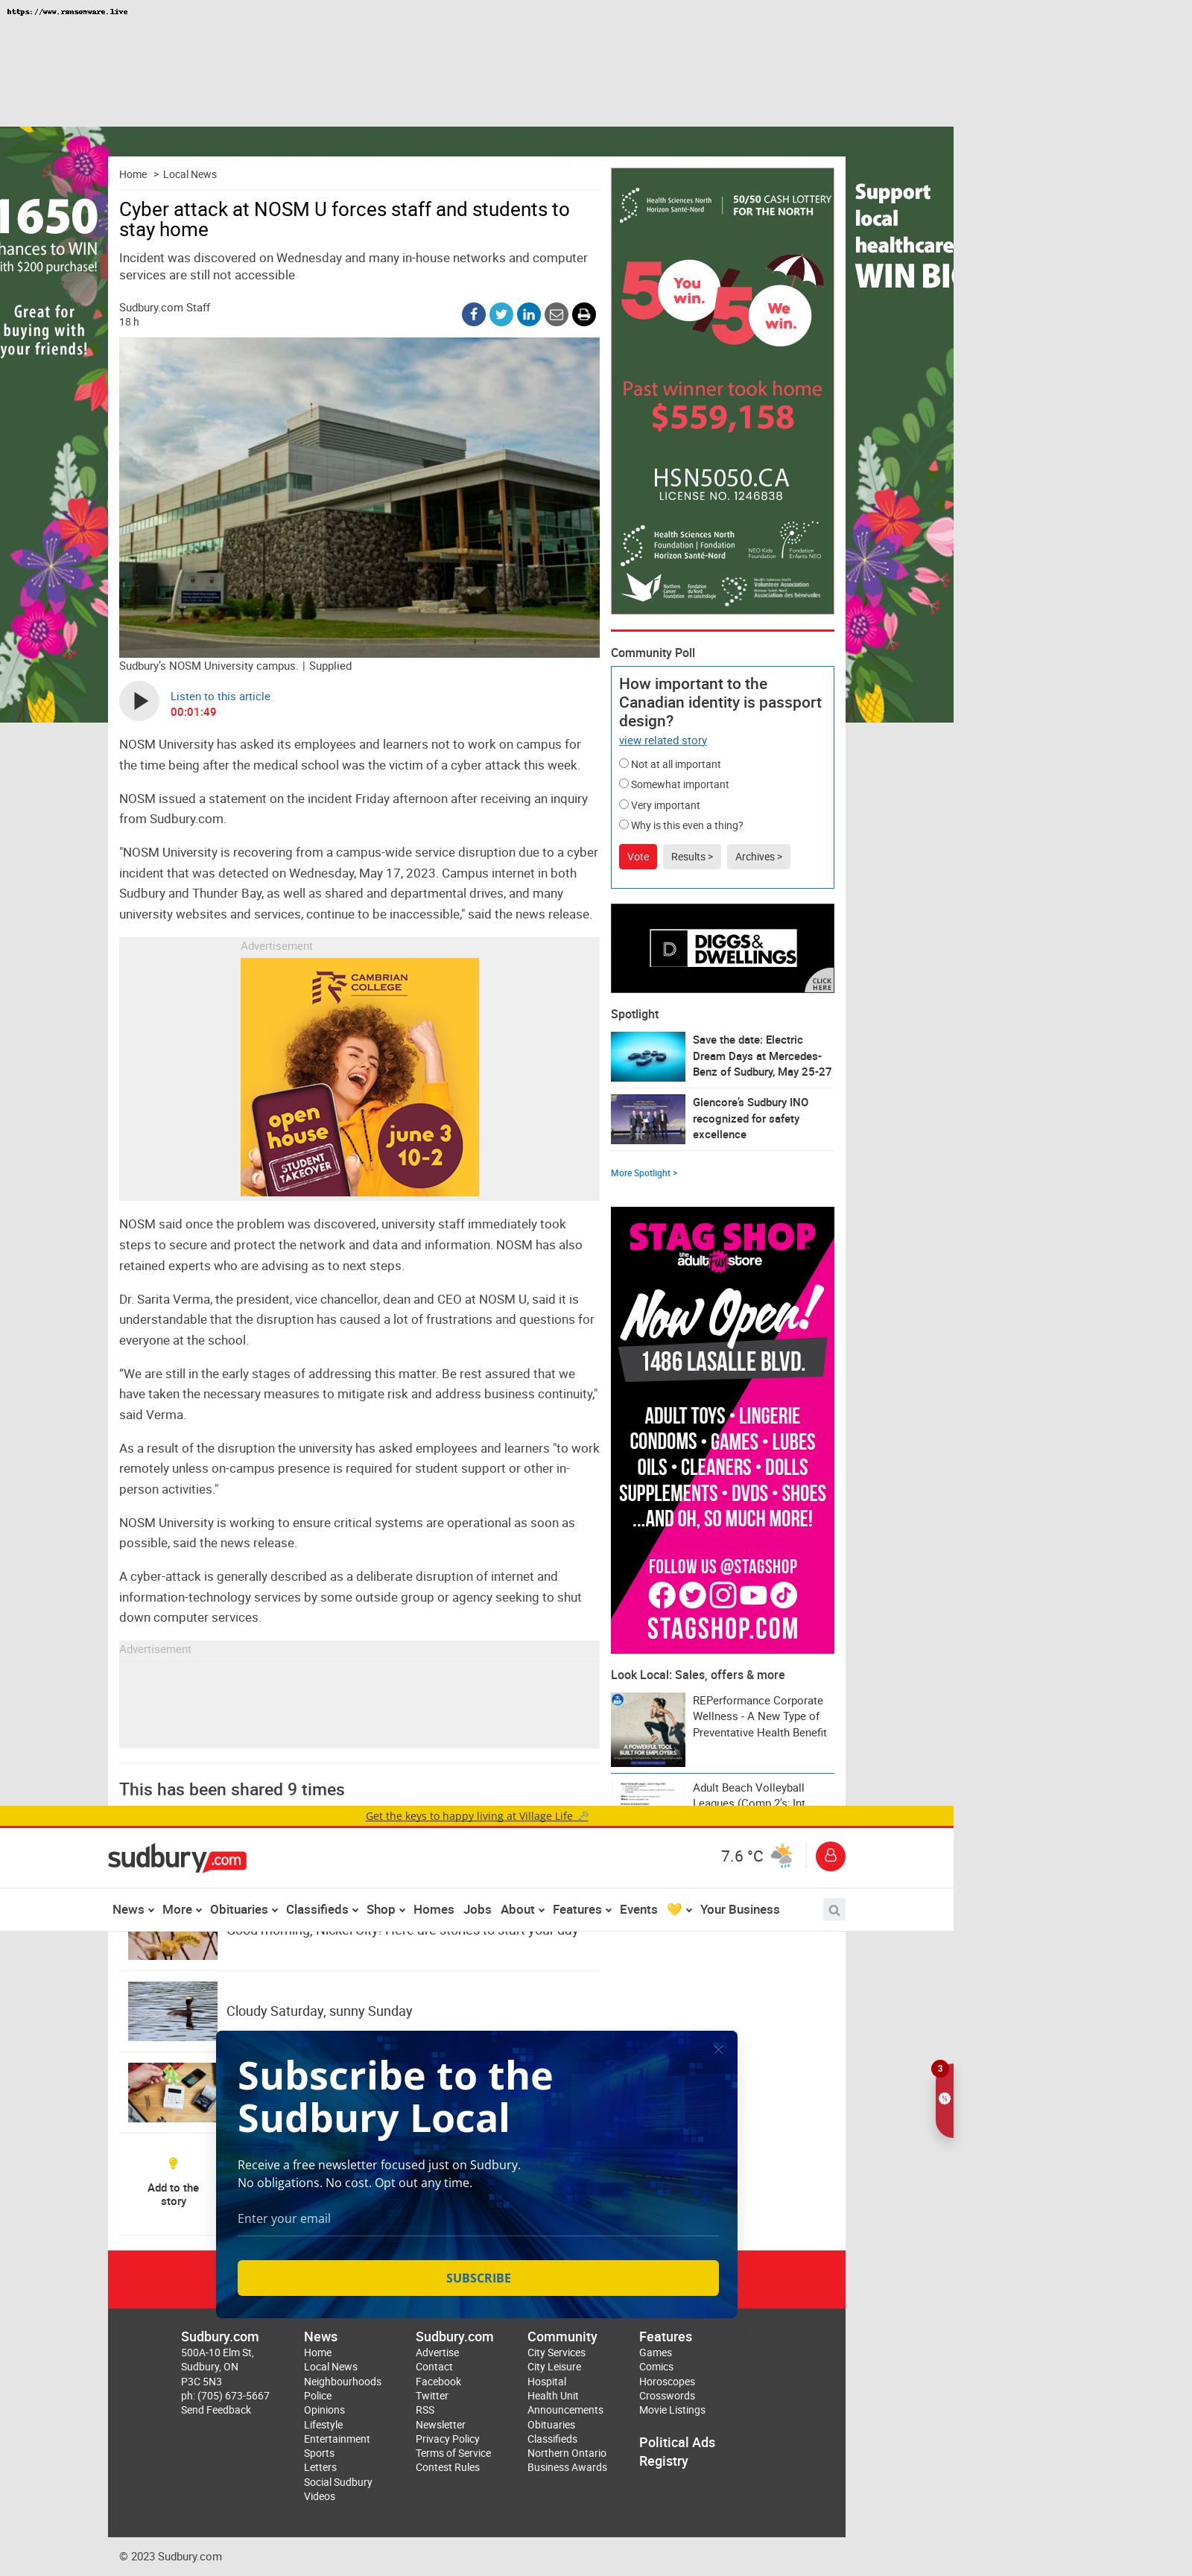 https://www.ransomware.live
1650
chances to WIN
with $200 purchase!
Great for
buying with
your friends!
Home > Local News
Cyber attack at NOSM U forces staff and students to
stay home
Incident was discovered on Wednesday and many in-house networks and computer
services are still not accessible
Sudbury.com Staff
18 h
Sudbury's NOSM University campus. | Supplied
Listen to this article
00:01:49
NOSM University has asked its employees and learners not to work on campus for
the time being after the medical school was the victim of a cyber attack this week.
NOSM issued a statement on the incident Friday afternoon after receiving an inquiry
from Sudbury.com.
"NOSM University is recovering from a campus-wide service disruption due to a cyber
incident that was detected on Wednesday, May 17, 2023. Campus internet in both
Sudbury and Thunder Bay, as well as shared and departmental drives, and many
university websites and services, continue to be inaccessible," said the news release.
Advertisement
CAMBRIAN
COLLEGE
open
house
STUDENT
TAKEOVER
june 3
10-2
NOSM said once the problem was discovered, university staff immediately took
steps to secure and protect the network and data and information. NOSM has also
retained experts who are advising as to next steps.
Dr. Sarita Verma, the president, vice chancellor, dean and CEO at NOSM U, said it is
understandable that the disruption has caused a lot of frustrations and questions for
everyone at the school.
“We are still in the early stages of addressing this matter. Be rest assured that we
have taken the necessary measures to mitigate risk and address business continuity,"
said Verma.
As a result of the disruption the university has asked employees and learners "to work
remotely unless on-campus presence is required for student support or other in-
person activities."
NOSM University is working to ensure critical systems are operational as soon as
possible, said the news release.
A cyber-attack is generally described as a deliberate disruption of internet and
information-technology services by some outside group or agency seeking to shut
down computer services.
Advertisement
This has been shared 9 times
Health Sciences North
Horizon Santé-Nord
50/50 CASH LOTTERY
FOR THE NORTH
50/50
You
win.
We
win.
Past winner took home
$559,158
HSN5050.CA
LICENSE NO. 1246838
Health Sciences North
Foundation | Fondation
Horizon Santé-Nord
NEO Kids
Foundation
Fondation
Enfants NEO
Northern
Cancer
Foundation
Fondation
du Nord
en cancérologie
Health Sciences North
Volunteer Association
Horizon Santé-Nord
Association des bénévoles
Support
local
healthcare
WIN BIG
Community Poll
How important to the
Canadian identity is passport
design?
view related story
Not at all important
Somewhat important
Very important
Why is this even a thing?
Vote
Results >
Archives >
D
DIGGS&
DWELLINGS
CLICK
HERE
Spotlight
Save the date: Electric
Dream Days at Mercedes-
Benz of Sudbury, May 25-27
Glencore's Sudbury INO
recognized for safety
excellence
More Spotlight >
STAG SHOP
the
adult FUN store
Now Open!
1486 LASALLE BLVD.
ADULT TOYS • LINGERIE
CONDOMS • GAMES • LUBES
OILS • CLEANERS • DOLLS
SUPPLEMENTS • DVDS • SHOES
...AND OH, SO MUCH MORE!
FOLLOW US @STAGSHOP
STAGSHOP.COM
Look Local: Sales, offers & more
REPerformance Corporate
Wellness - A New Type of
Preventative Health Benefit
A POWERFUL TOOL
BUILT FOR EMPLOYERS
Adult Beach Volleyball
Leagues (Comp 2's; Int
Get the keys to happy living at Village Life 🗝️
sudbury.com
7.6 °C
News More Obituaries Classifieds Shop Homes Jobs About Features Events 💛 Your Business
Good morning, Nickel City! Here are stories to start your day
Cloudy Saturday, sunny Sunday
Add to the
story
Subscribe to the
Sudbury Local
Receive a free newsletter focused just on Sudbury.
No obligations. No cost. Opt out any time.
Enter your email
SUBSCRIBE
3
Sudbury.com
500A-10 Elm St,
Sudbury, ON
P3C 5N3
ph: (705) 673-5667
Send Feedback
News
Home
Local News
Neighbourhoods
Police
Opinions
Lifestyle
Entertainment
Sports
Letters
Social Sudbury
Videos
Sudbury.com
Advertise
Contact
Facebook
Twitter
RSS
Newsletter
Privacy Policy
Terms of Service
Contest Rules
Community
City Services
City Leisure
Hospital
Health Unit
Announcements
Obituaries
Classifieds
Northern Ontario
Business Awards
Features
Games
Comics
Horoscopes
Crosswords
Movie Listings
Political Ads
Registry
© 2023 Sudbury.com